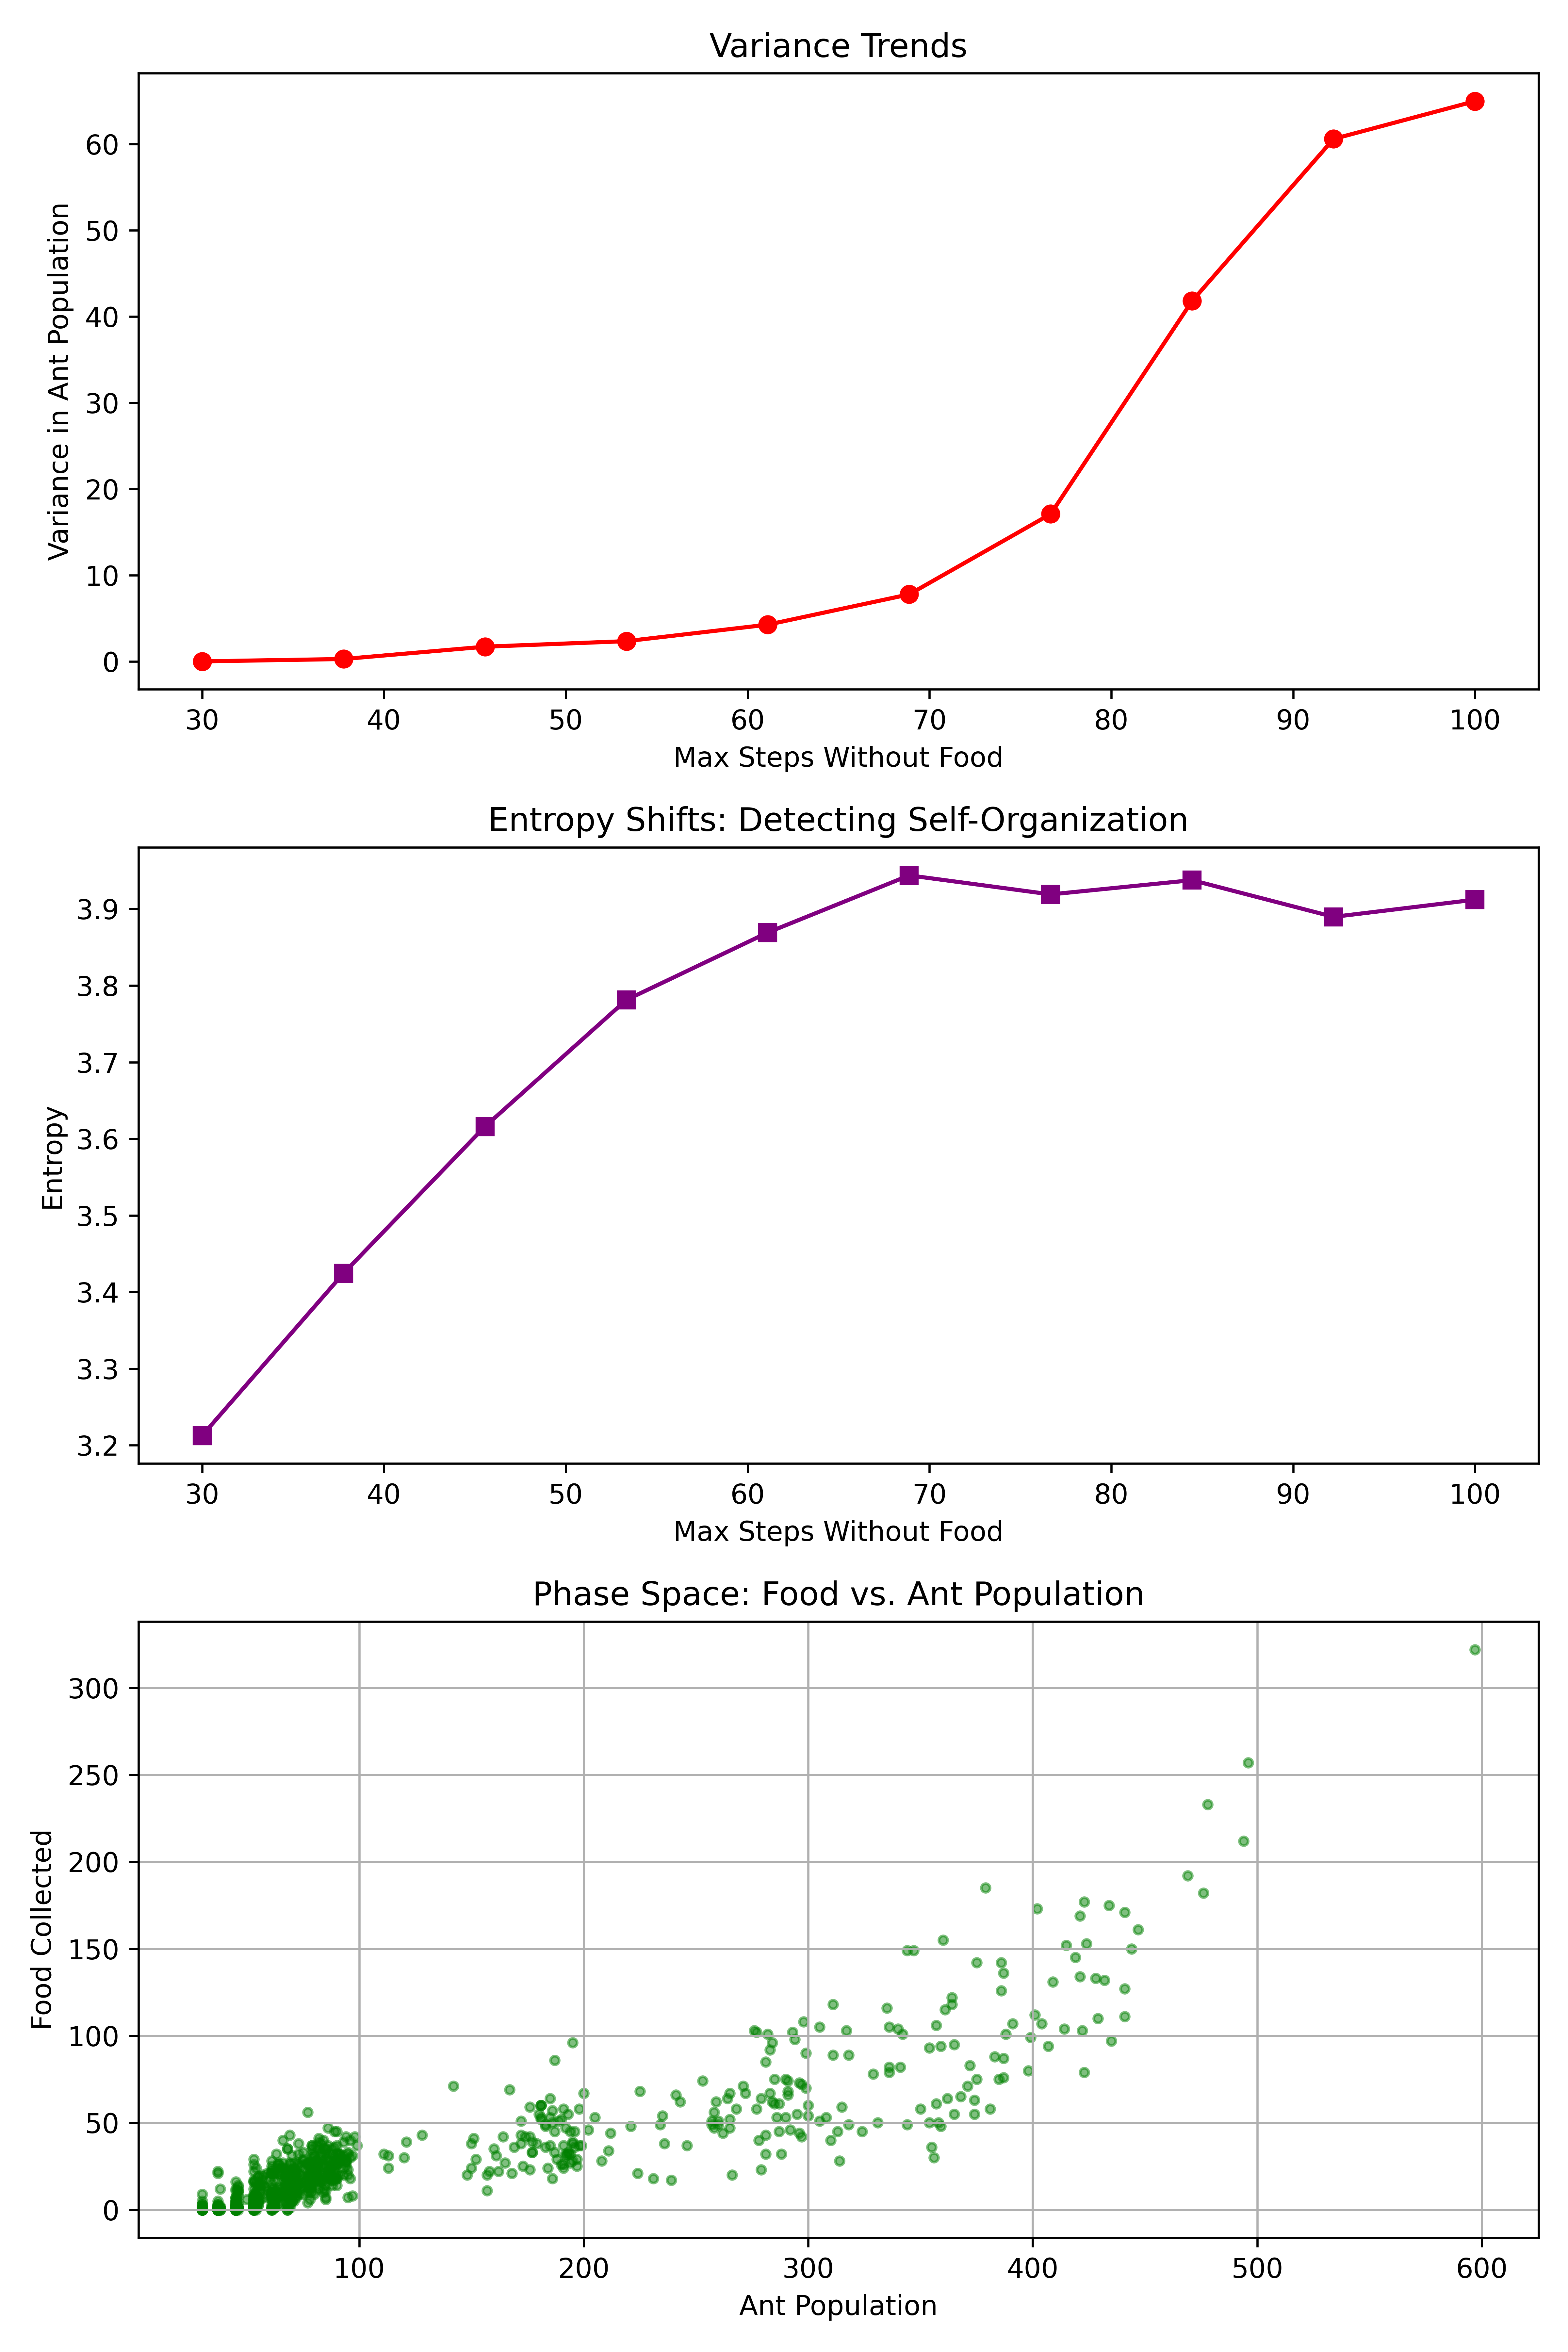 Variance Trends
Variance in Ant Population
60
50
40
30
20
10
0
30 40 50 60 70 80 90 100
Max Steps Without Food
Entropy Shifts: Detecting Self-Organization
Entropy
3.9
3.8
3.7
3.6
3.5
3.4
3.3
3.2
30 40 50 60 70 80 90 100
Max Steps Without Food
Phase Space: Food vs. Ant Population
Food Collected
300
250
200
150
100
50
0
100 200 300 400 500 600
Ant Population